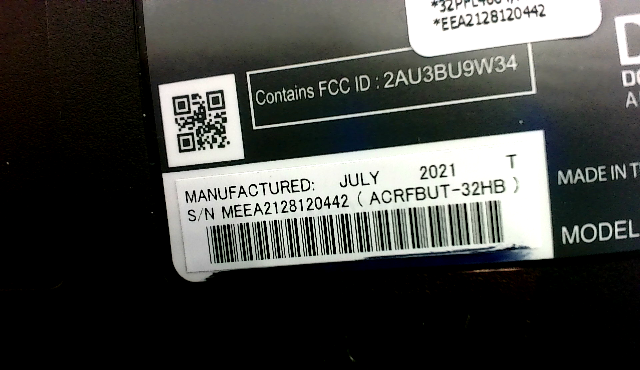 *EEA2128120442
Contains FCC ID : 2AU3BU9W34
MANUFACTURED: JULY 2021 T
S/N MEEA2128120442 ( ACRFBUT-32HB )
MADE IN
MODEL